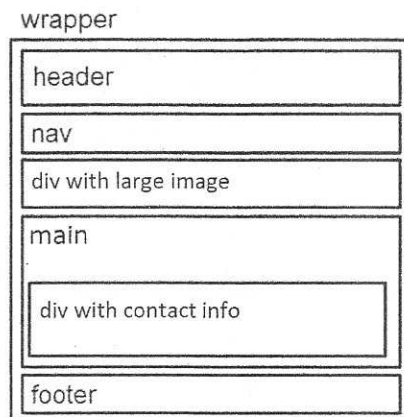 wrapper
header
nav
div with large image
main
div with contact info
footer